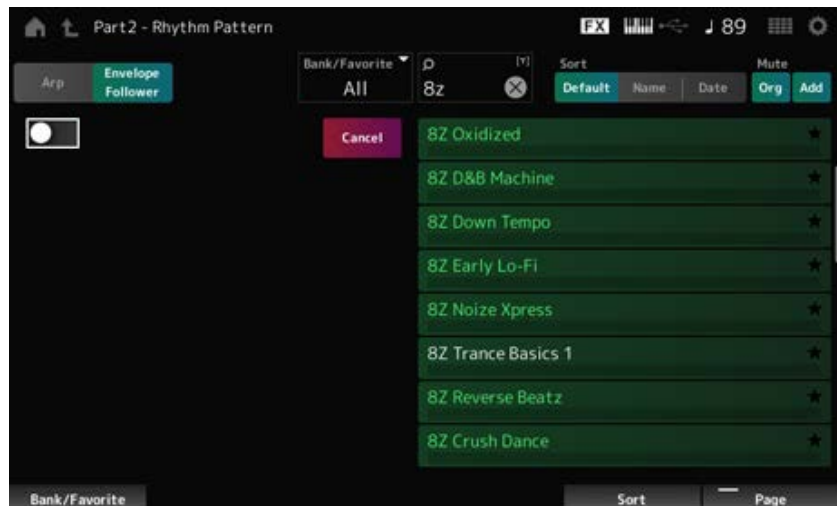 Part2 - Rhythm Pattern
FX
♩ 89
Arp
Envelope
Follower
Bank/Favorite
All
[Y]
8z
Sort
Default
Name
Date
Mute
Org
Add
Cancel
8Z Oxidized
8Z D&B Machine
8Z Down Tempo
8Z Early Lo-Fi
8Z Noize Xpress
8Z Trance Basics 1
8Z Reverse Beatz
8Z Crush Dance
Bank/Favorite
Sort
Page